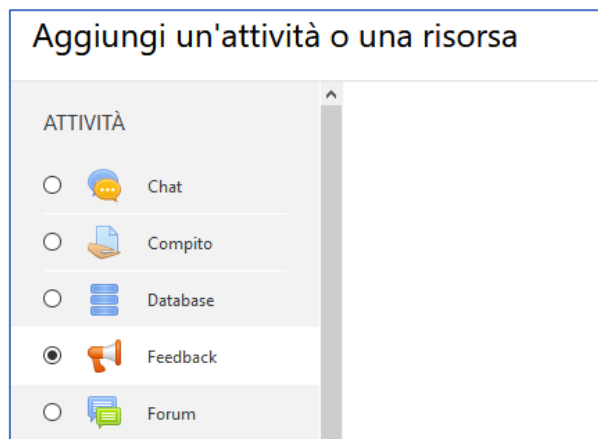 Aggiungi un'attività o una risorsa
ATTIVITÀ
Chat
Compito
Database
Feedback
Forum